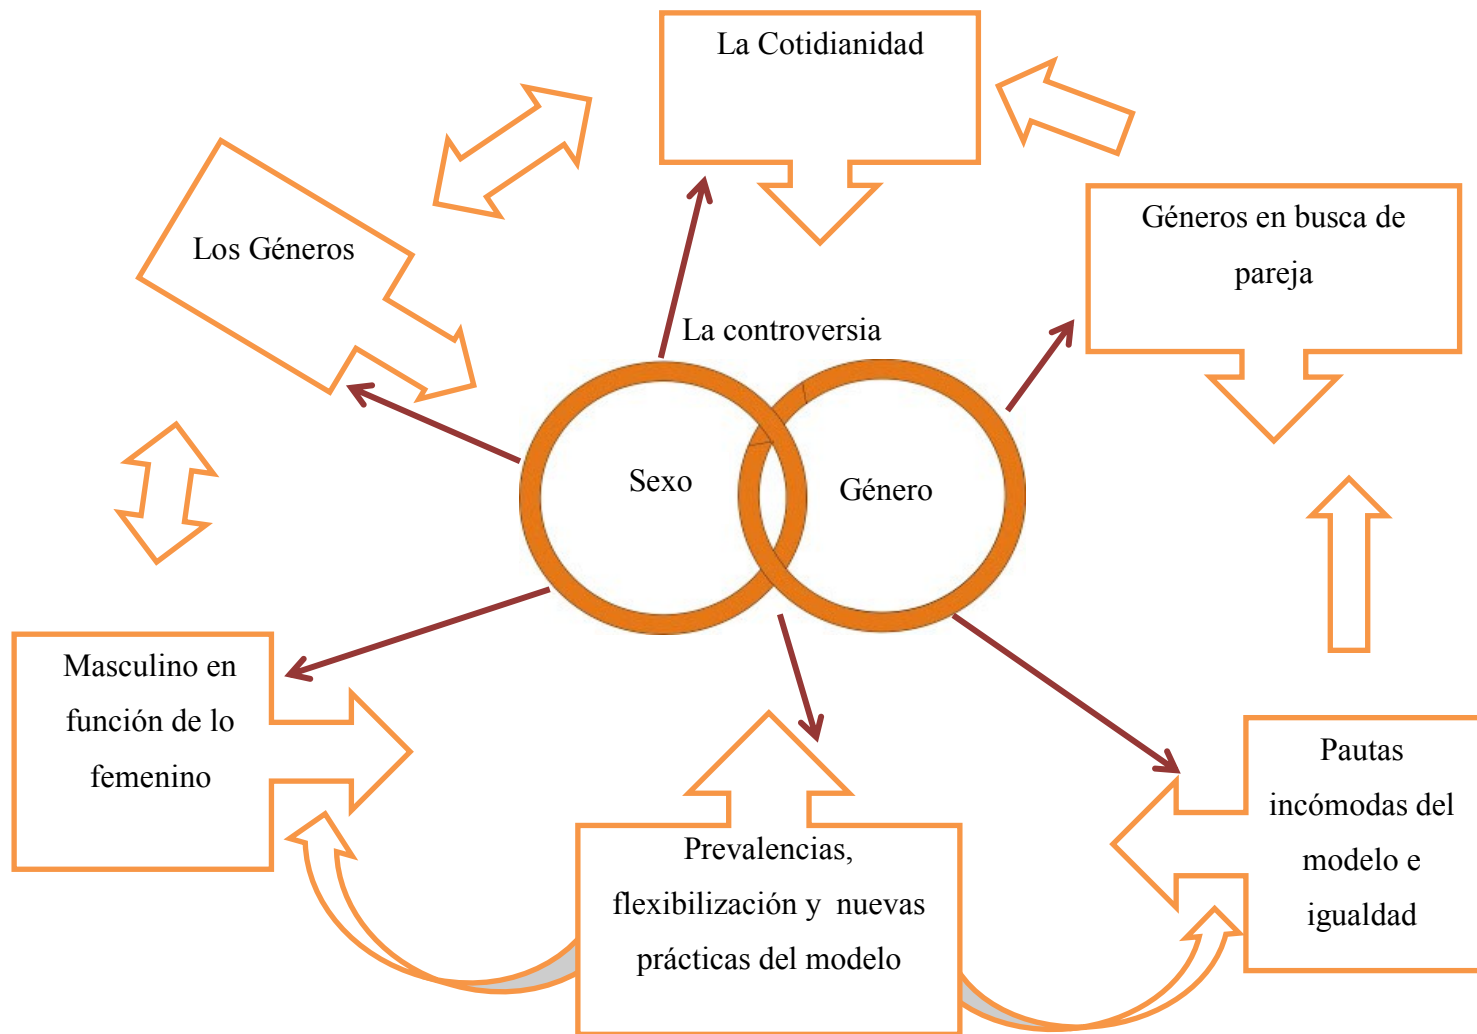 La Cotidianidad
Géneros en busca de
pareja
Los Géneros
La controversia
Sexo
Género
Masculino en
función de lo
femenino
Prevalencias,
flexibilización y nuevas
prácticas del modelo
Pautas
incómodas del
modelo e
igualdad